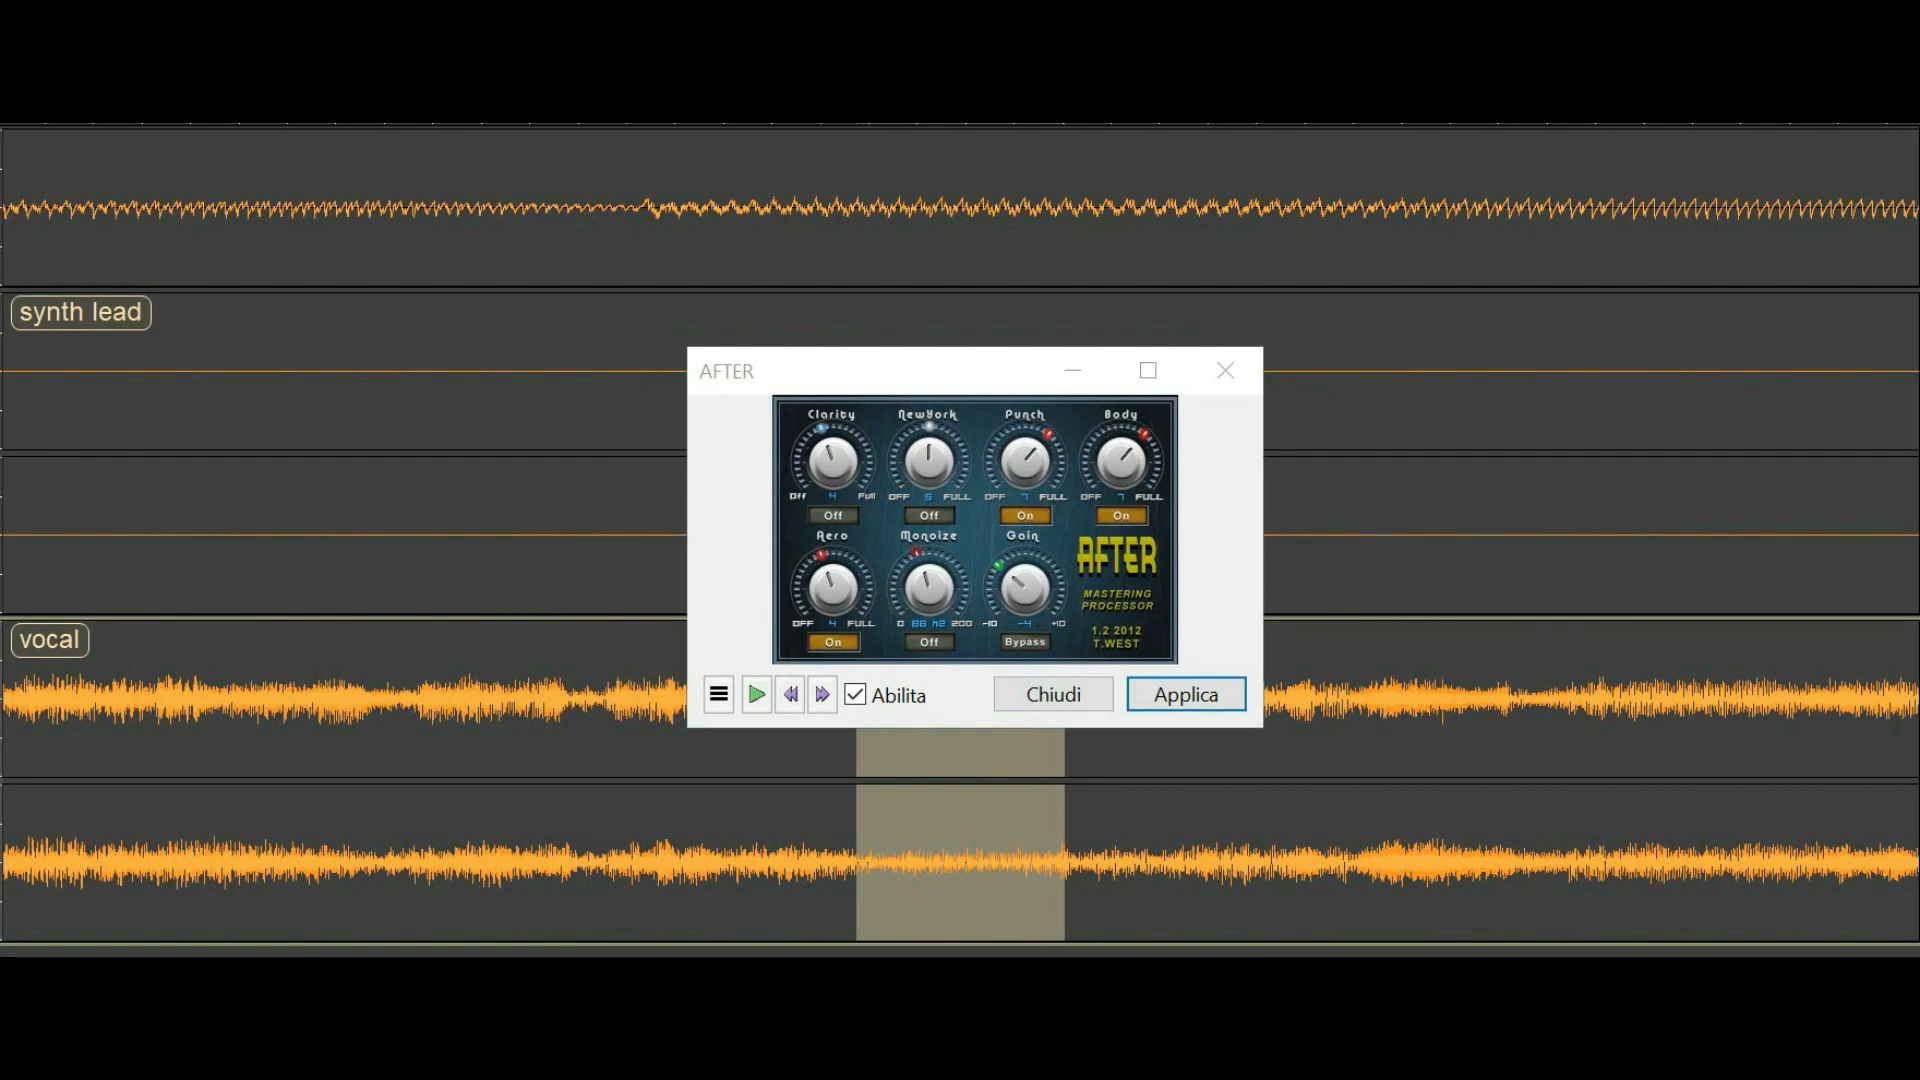 synth lead
AFTER
Clarity NewYork Punch Body
Off 4 Full OFF 5 FULL OFF 7 FULL OFF 7 FULL
Off Off On On
Aero Monoize Gain
AFTER
MASTERING
PROCESSOR
OFF 4 FULL 0 88 hz 200 -10 -4 +10
1.2 2012
T.WEST
On Off Bypass
vocal
Abilita Chiudi Applica